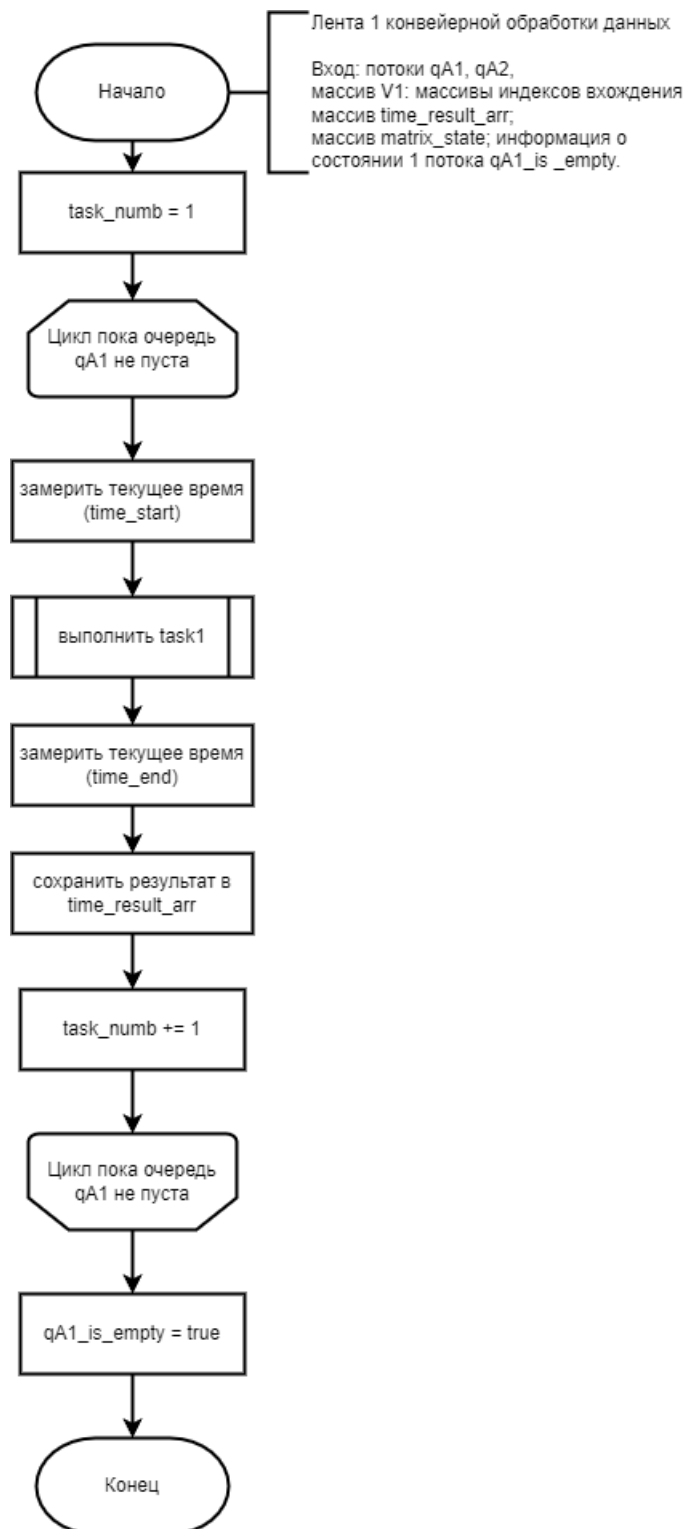 Лента 1 конвейерной обработки данных
Вход: потоки qA1, qA2,
массив V1: массивы индексов вхождения
массив time_result_arr;
массив matrix_state; информация о
состоянии 1 потока qA1_is _empty.
Начало
task_numb = 1
Цикл пока очередь
qA1 не пуста
замерить текущее время
(time_start)
выполнить task1
замерить текущее время
(time_end)
сохранить результат в
time_result_arr
task_numb += 1
Цикл пока очередь
qA1 не пуста
qA1_is_empty = true
Конец